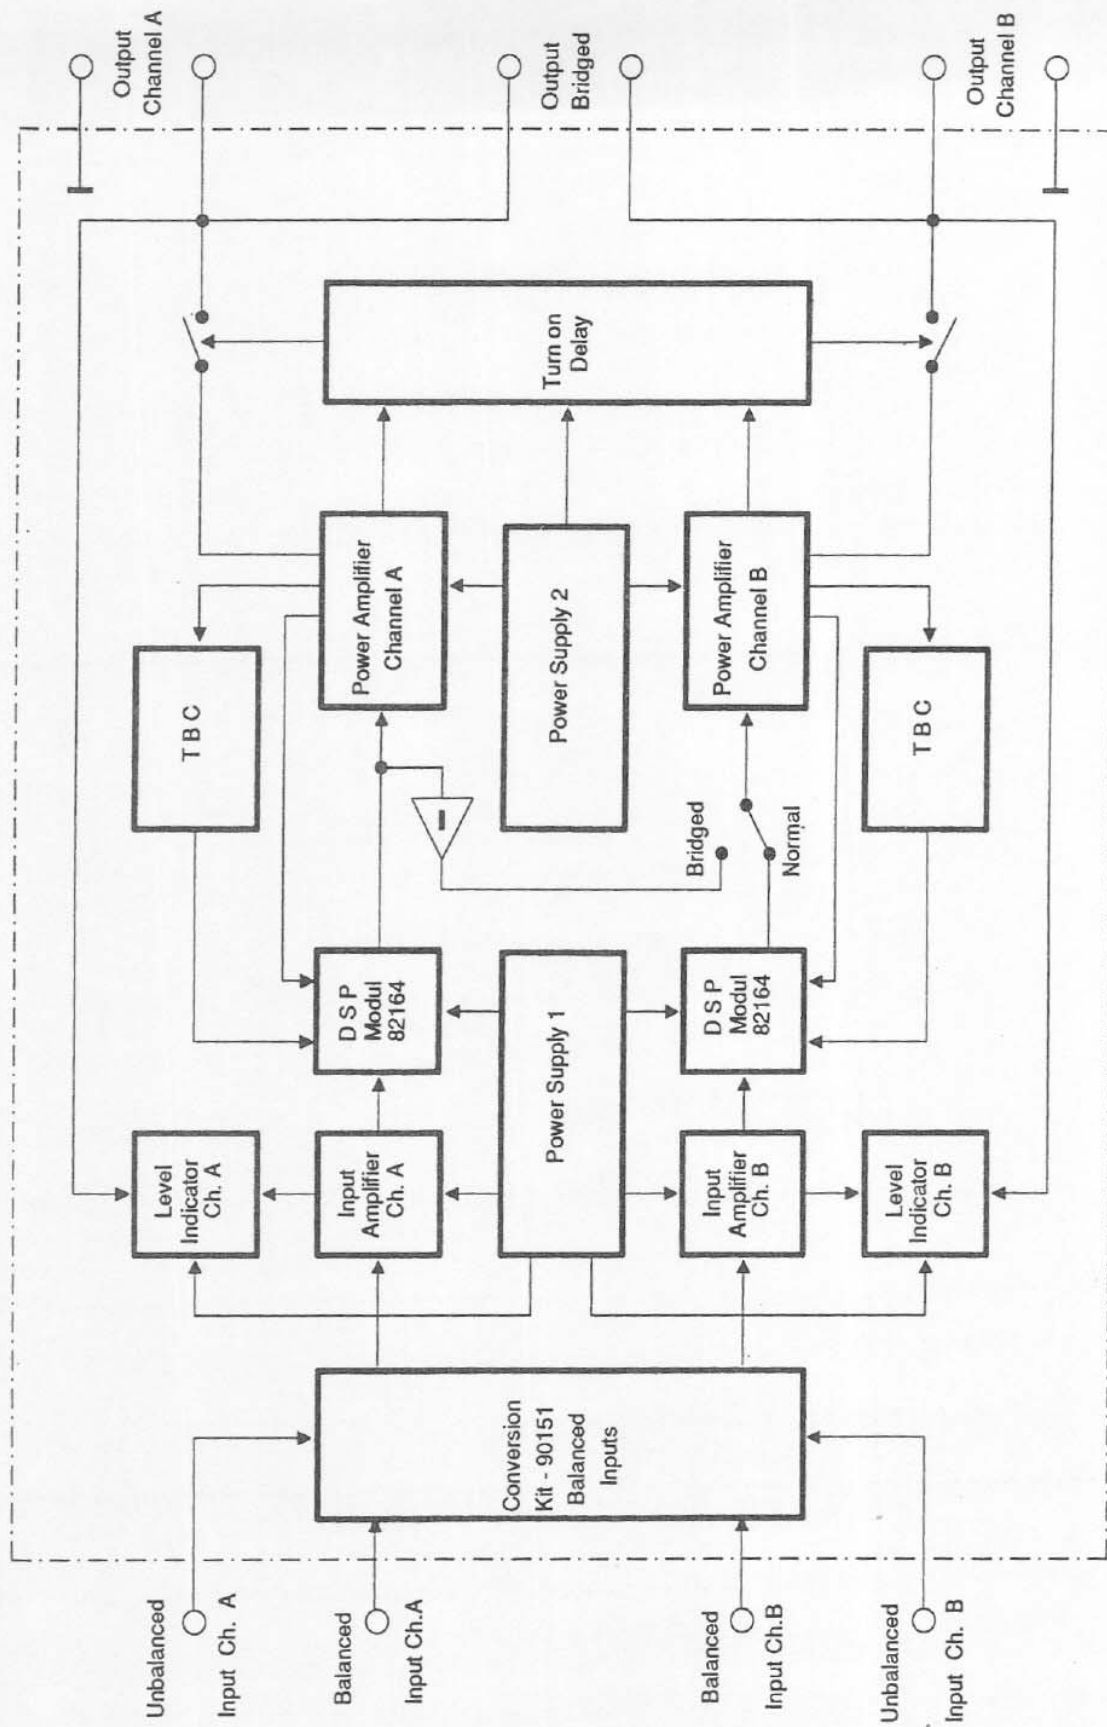 Unbalanced
Input Ch. A
Balanced
Input Ch.A
Balanced
Input Ch.B
Unbalanced
Input Ch. B
Conversion
Kit - 90151
Balanced
Inputs
Level
Indicator
Ch. A
Input
Amplifier
Ch. A
Power Supply 1
Input
Amplifier
Ch. B
Level
Indicator
Ch. B
D S P
Modul
82164
D S P
Modul
82164
Bridged
Normal
T B C
Power Amplifier
Channel A
Power Supply 2
Power Amplifier
Channel B
T B C
Turn on
Delay
Output
Channel A
Output
Bridged
Output
Channel B